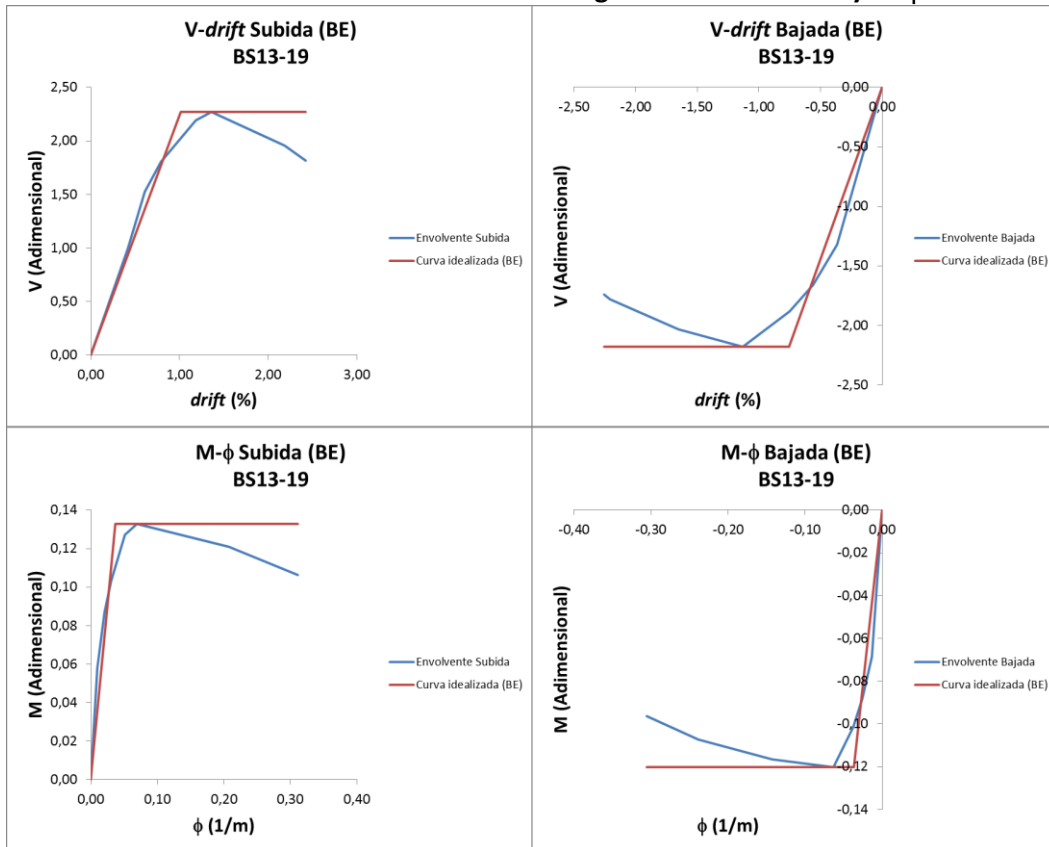 V-drift Subida (BE)
BS13-19
2,50
2,00
1,50
1,00
0,50
0,00
0,00 1,00 2,00 3,00
V (Adimensional)
drift (%)
Envolvente Subida
Curva idealizada (BE)
V-drift Bajada (BE)
BS13-19
-2,50 -2,00 -1,50 -1,00 -0,50 0,00
0,00
-0,50
-1,00
-1,50
-2,00
-2,50
V (Adimensional)
drift (%)
Envolvente Bajada
Curva idealizada (BE)
M-ϕ Subida (BE)
BS13-19
0,14
0,12
0,10
0,08
0,06
0,04
0,02
0,00
0,00 0,10 0,20 0,30 0,40
M (Adimensional)
ϕ (1/m)
Envolvente Subida
Curva idealizada (BE)
M-ϕ Bajada (BE)
BS13-19
-0,40 -0,30 -0,20 -0,10 0,00
0,00
-0,02
-0,04
-0,06
-0,08
-0,10
-0,12
-0,14
M (Adimensional)
ϕ (1/m)
Envolvente Bajada
Curva idealizada (BE)